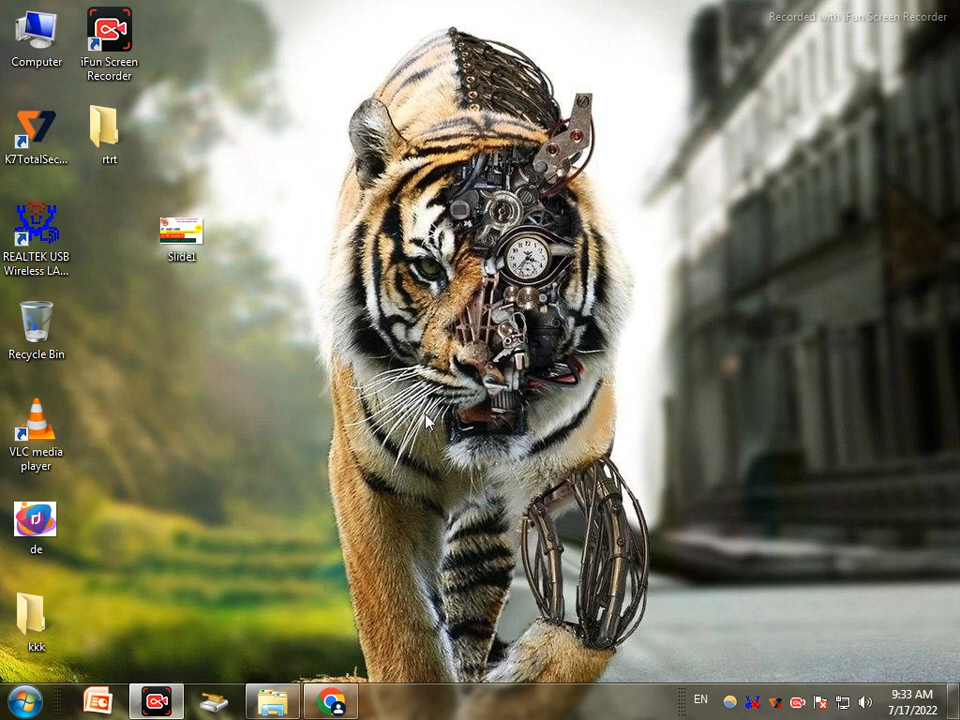 Recorded with iFun Screen Recorder
Computer
iFun Screen
Recorder
K7TotalSec...
rtrt
REALTEK USB
Wireless LA...
Slide1
Recycle Bin
VLC media
player
de
kkk
EN
9:33 AM
7/17/2022